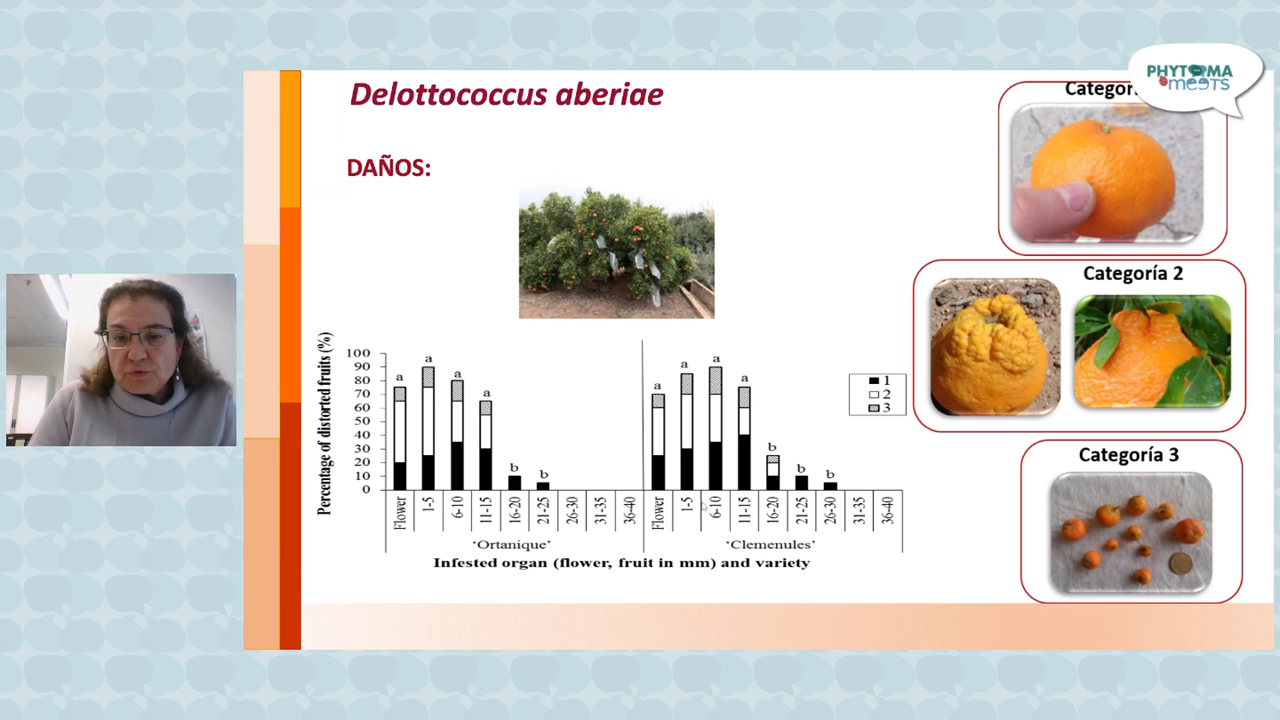 PHYTOMA
meets
Delottococcus aberiae
DAÑOS:
Categoría 2
Categoría 3
Percentage of distorted fruits (%)
100
90
80
70
60
50
40
30
20
10
0
a a a a b b
a a a a b b b
1
2
3
Flower 1-5 6-10 11-15 16-20 21-25 26-30 31-35 36-40
Flower 1-5 6-10 11-15 16-20 21-25 26-30 31-35 36-40
‘Ortanique’ ‘Clemenules’
Infested organ (flower, fruit in mm) and variety